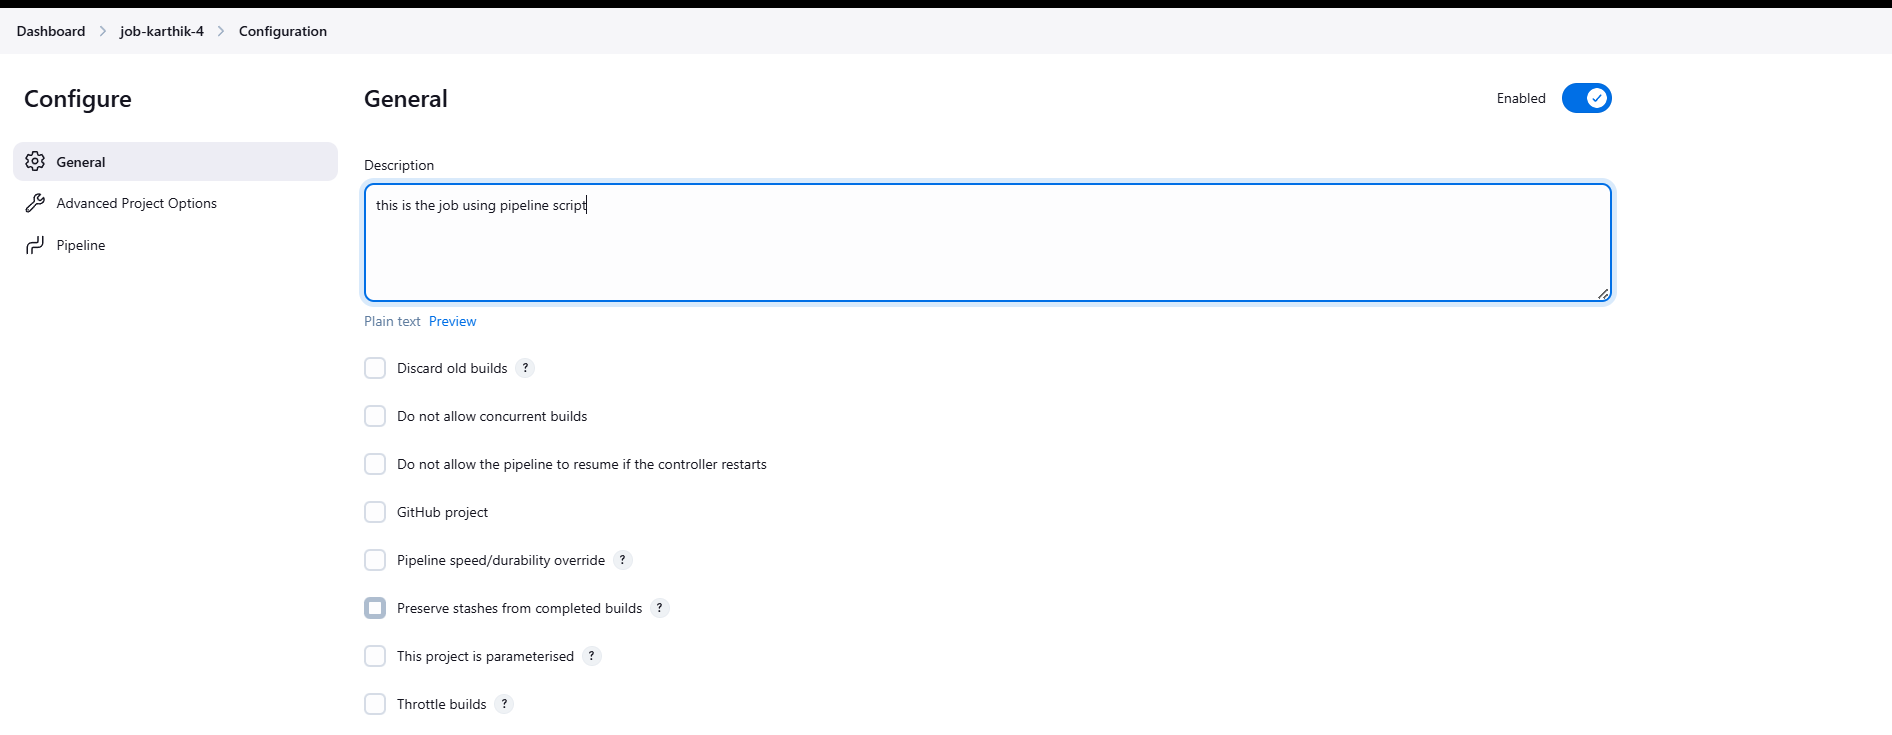 Dashboard > job-karthik-4 > Configuration
Configure
General
Advanced Project Options
Pipeline
General
Enabled
Description
this is the job using pipeline script
Plain text Preview
Discard old builds ?
Do not allow concurrent builds
Do not allow the pipeline to resume if the controller restarts
GitHub project
Pipeline speed/durability override ?
Preserve stashes from completed builds ?
This project is parameterised ?
Throttle builds ?